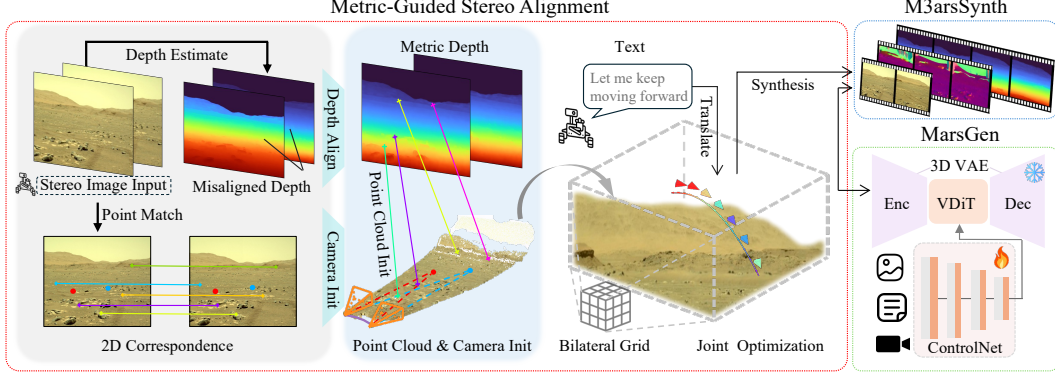 Metric-Guided Stereo Alignment
M3arsSynth
Depth Estimate
Stereo Image Input
Misaligned Depth
Point Match
2D Correspondence
Depth Align
Camera Init
Metric Depth
Point Cloud Init
Point Cloud & Camera Init
Text
Let me keep
moving forward
Translate
Synthesis
Bilateral Grid
Joint Optimization
MarsGen
3D VAE
Enc
VDiT
Dec
ControlNet